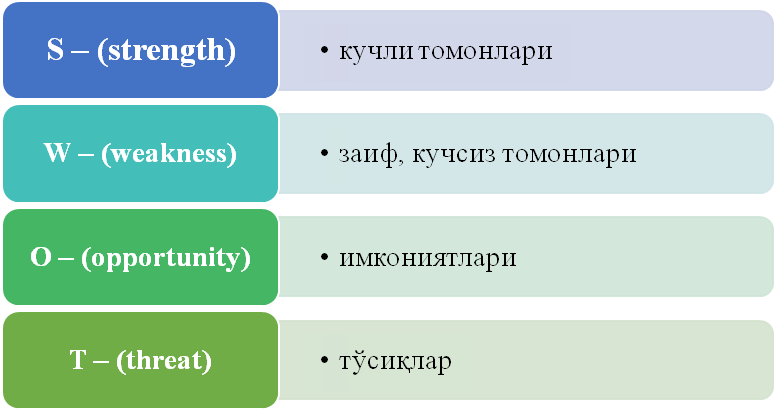 S – (strength)
• кучли томонлари
W – (weakness)
• заиф, кучсиз томонлари
O – (opportunity)
• имкониятлари
T – (threat)
• тўсиқлар